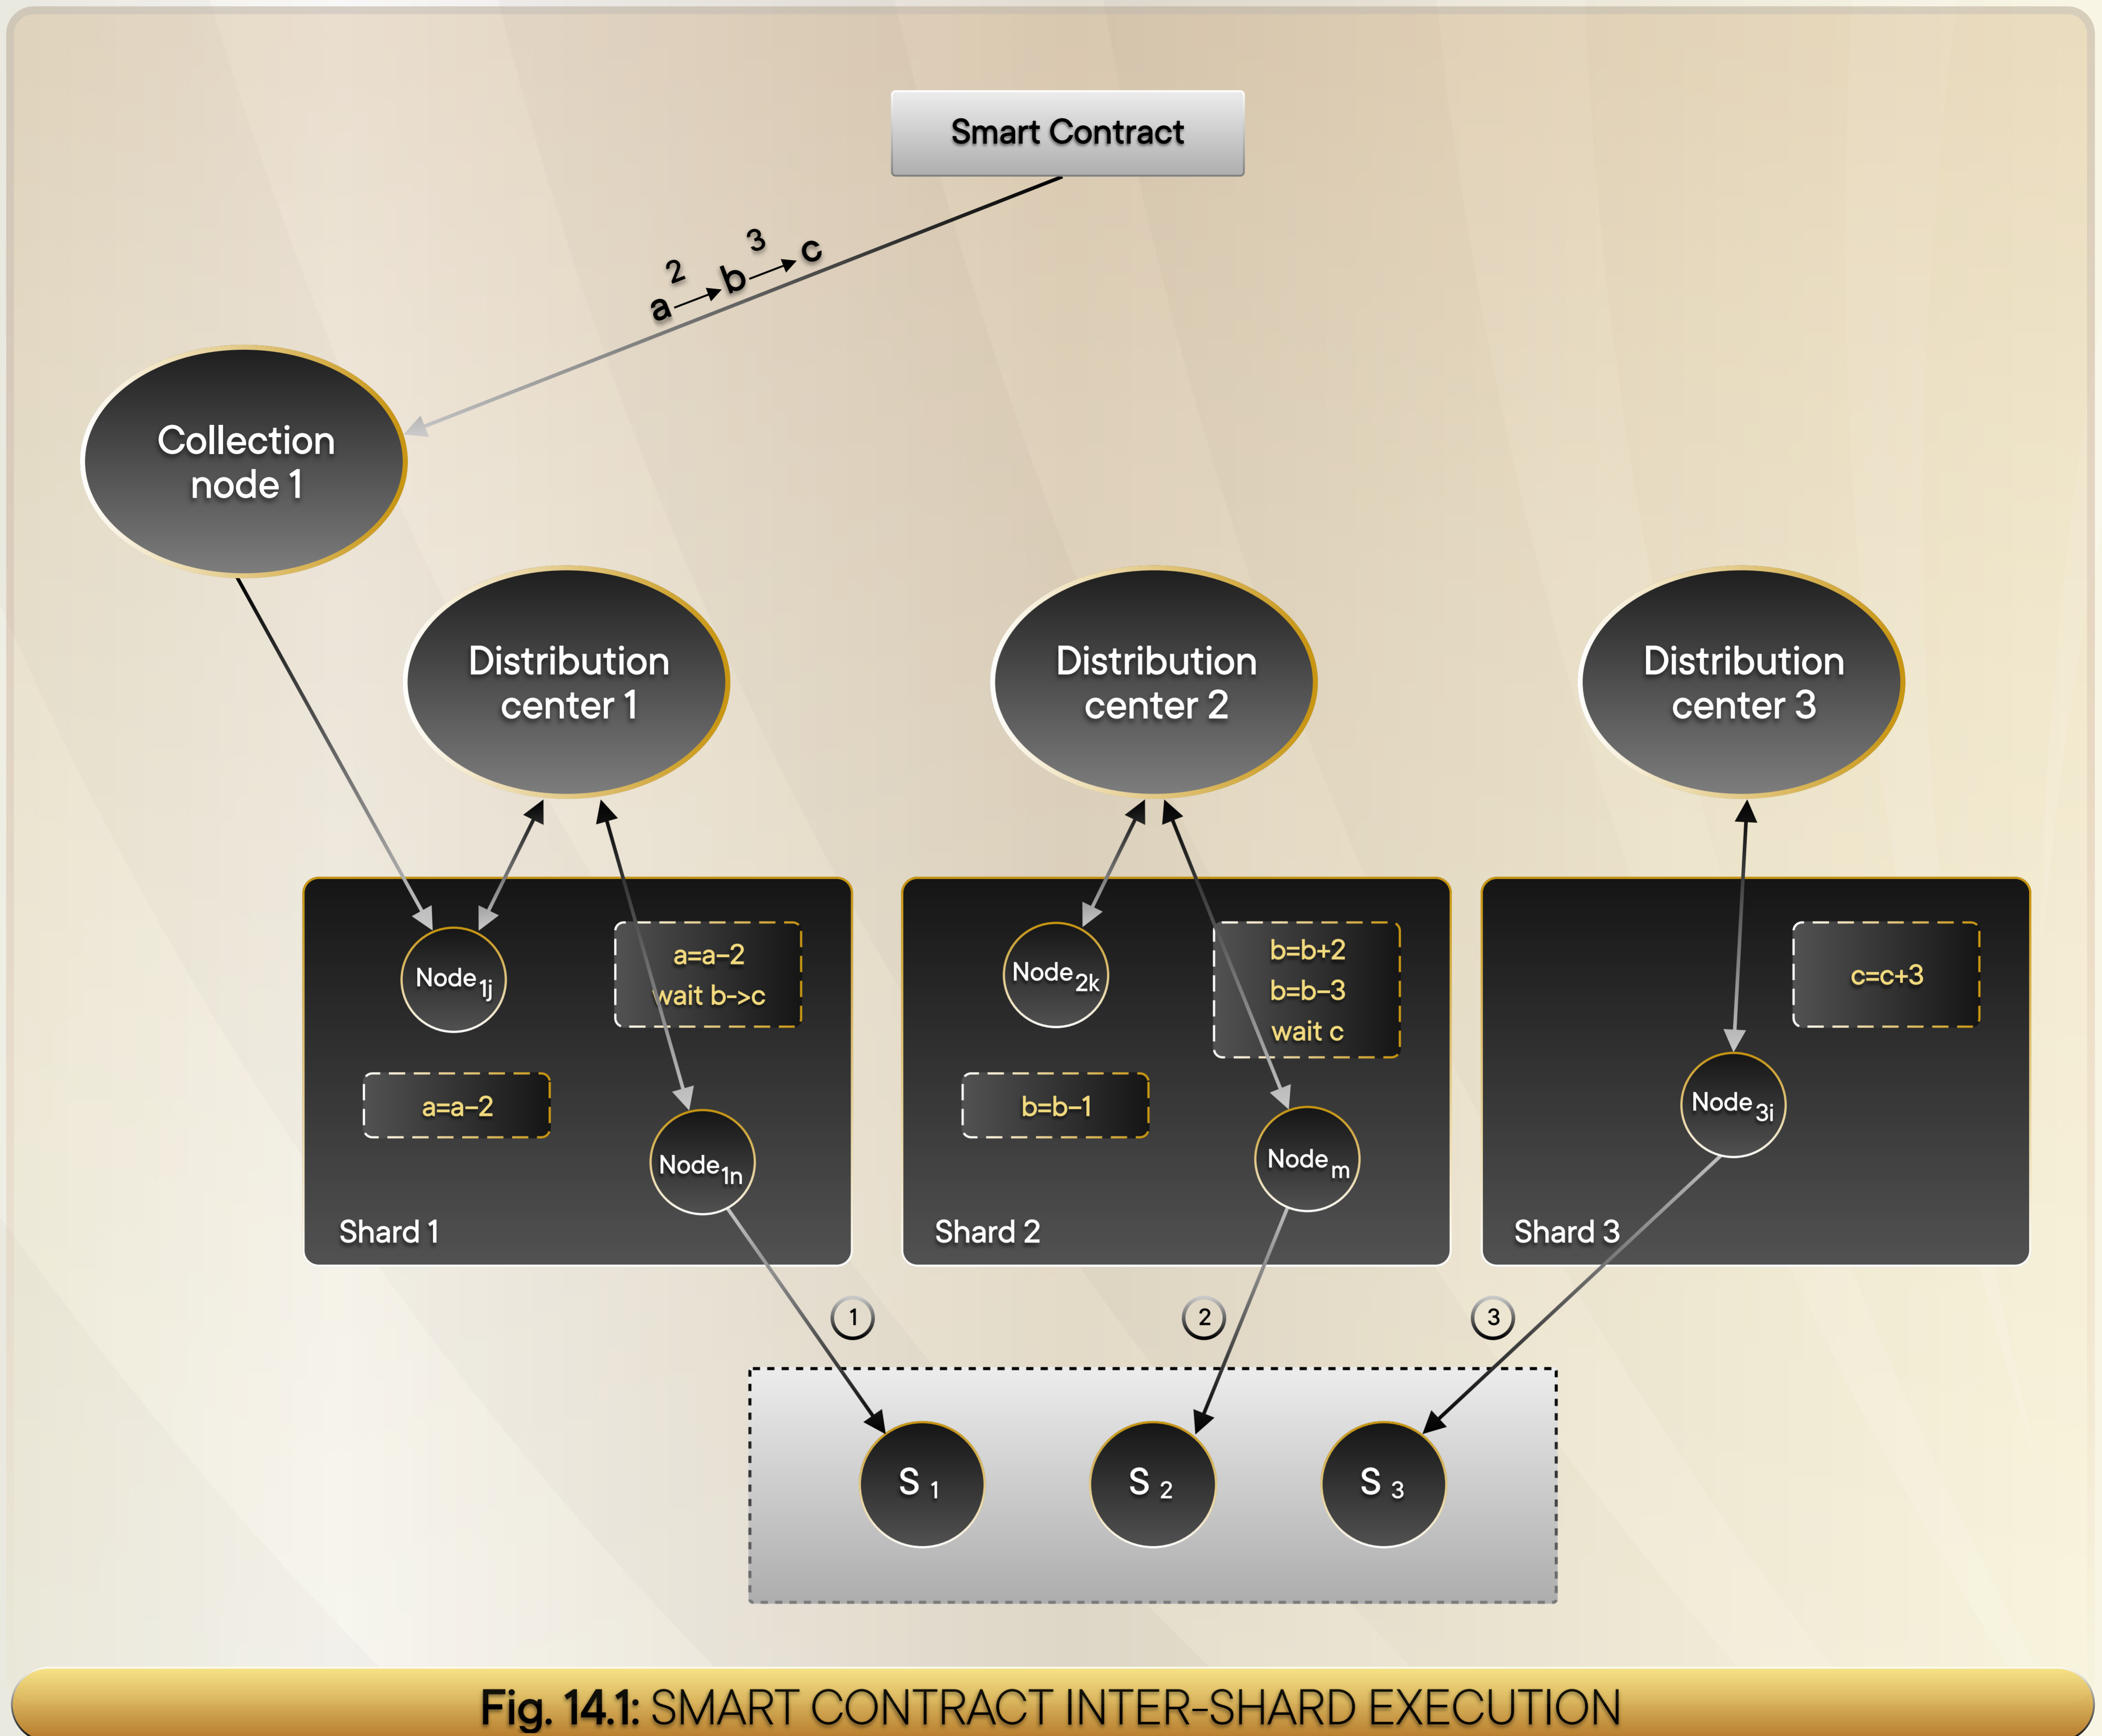 Smart Contract
a 2 b 3 c
Collection
node 1
Distribution
center 1
Distribution
center 2
Distribution
center 3
Node1j
a=a-2
wait b->c
a=a-2
Node1n
Shard 1
Node2k
b=b+2
b=b-3
wait c
b=b-1
Nodem
Shard 2
c=c+3
Node3i
Shard 3
1
2
3
S 1
S 2
S 3
Fig. 14.1: SMART CONTRACT INTER-SHARD EXECUTION